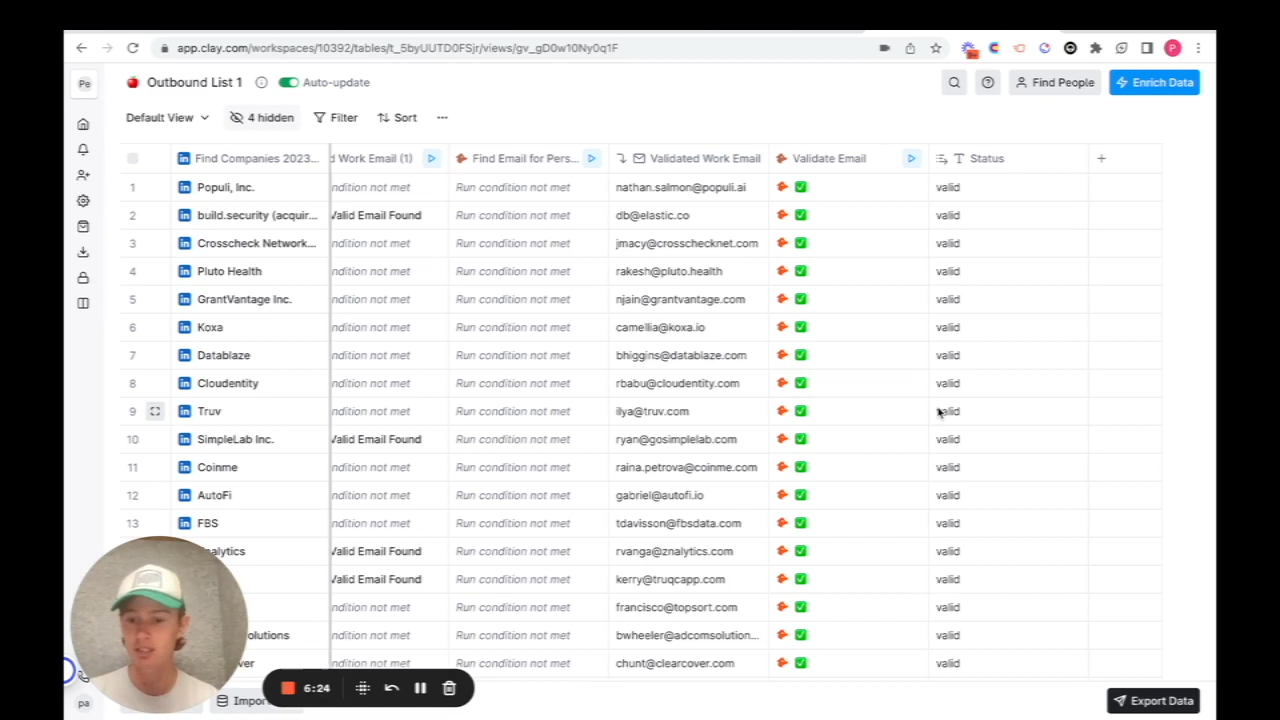 app.clay.com/workspaces/10392/tables/t_5byUUTD0FSjr/views/gv_gD0w10Ny0q1F
P
Pe
Outbound List 1
Auto-update
Find People
Enrich Data
Default View
4 hidden
Filter
Sort
Find Companies 2023...
d Work Email (1)
Find Email for Pers...
Validated Work Email
Validate Email
Status
1 Populi, Inc. ndition not met Run condition not met nathan.salmon@populi.ai valid
2 build.security (acquir... Valid Email Found Run condition not met db@elastic.co valid
3 Crosscheck Network... ndition not met Run condition not met jmacy@crosschecknet.com valid
4 Pluto Health ndition not met Run condition not met rakesh@pluto.health valid
5 GrantVantage Inc. ndition not met Run condition not met njain@grantvantage.com valid
6 Koxa ndition not met Run condition not met camellia@koxa.io valid
7 Datablaze ndition not met Run condition not met bhiggins@datablaze.com valid
8 Cloudentity ndition not met Run condition not met rbabu@cloudentity.com valid
9 Truv ndition not met Run condition not met ilya@truv.com valid
10 SimpleLab Inc. Valid Email Found Run condition not met ryan@gosimplelab.com valid
11 Coinme ndition not met Run condition not met raina.petrova@coinme.com valid
12 AutoFi ndition not met Run condition not met gabriel@autofi.io valid
13 FBS ndition not met Run condition not met tdavisson@fbsdata.com valid
nalytics Valid Email Found Run condition not met rvanga@znalytics.com valid
Valid Email Found Run condition not met kerry@truqcapp.com valid
ndition not met Run condition not met francisco@topsort.com valid
olutions ndition not met Run condition not met bwheeler@adcomsolution... valid
ver ndition not met Run condition not met chunt@clearcover.com valid
6:24
pa
Impor
Export Data